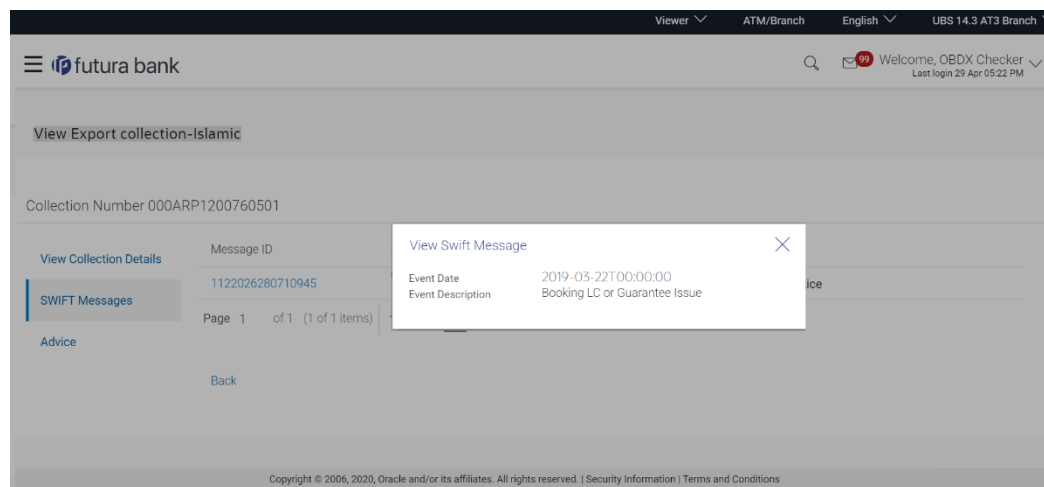 Viewer ATM/Branch English UBS 14.3 AT3 Branch
futura bank
99 Welcome, OBDX Checker
Last login 29 Apr 05:22 PM
View Export collection-Islamic
Collection Number 000ARP1200760501
View Collection Details
SWIFT Messages
Advice
Message ID
1122026280710945
Page 1 of 1 (1 of 1 items)
Back
View Swift Message
Event Date 2019-03-22T00:00:00
Event Description Booking LC or Guarantee Issue
Copyright © 2006, 2020, Oracle and/or its affiliates. All rights reserved. | Security Information | Terms and Conditions